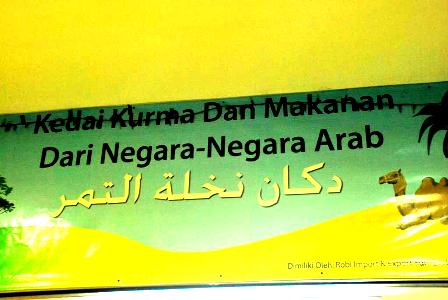 Kedai Kurma Dan Makanan
Dari Negara-Negara Arab
دكان نخلة التمر
Dimiliki Oleh: Robi Import & Export